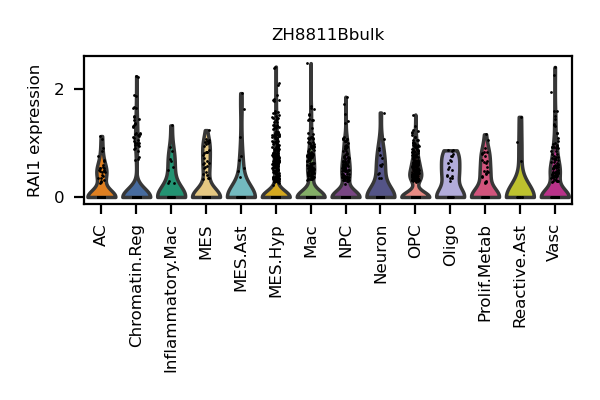 ZH8811Bbulk
RAI1 expression
2
0
AC
Chromatin.Reg
Inflammatory.Mac
MES
MES.Ast
MES.Hyp
Mac
NPC
Neuron
OPC
Oligo
Prolif.Metab
Reactive.Ast
Vasc